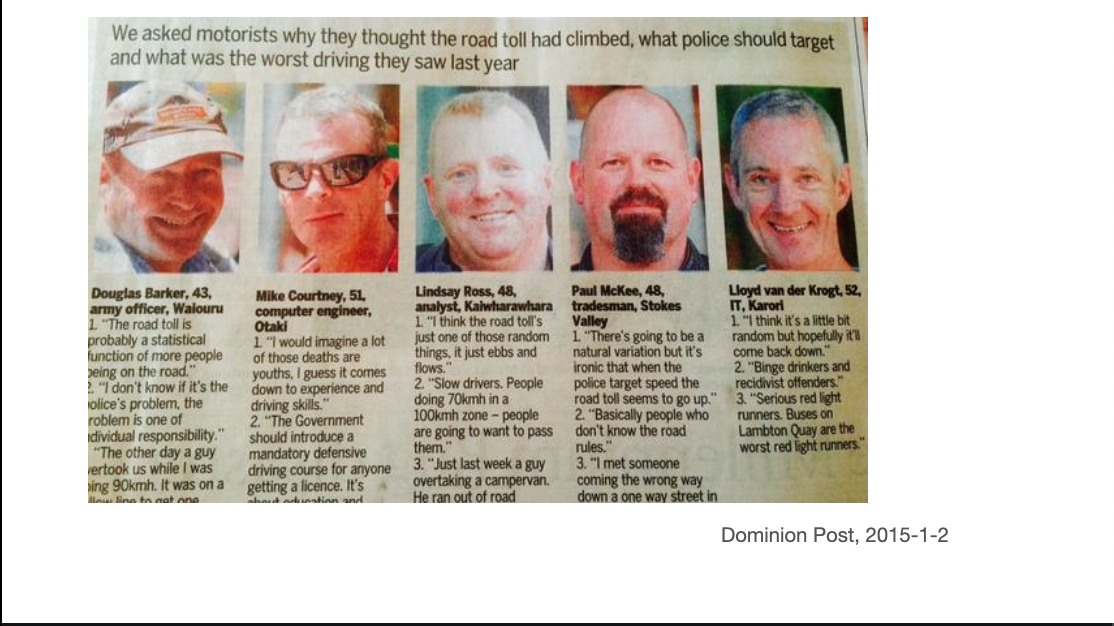 We asked motorists why they thought the road toll had climbed, what police should target
and what was the worst driving they saw last year
Douglas Barker, 43,
army officer, Waiouru
1. "The road toll is
probably a statistical
function of more people
being on the road."
2. "I don't know if it's the
olice's problem, the
roblem is one of
dividual responsibility."
"The other day a guy
vertook us while I was
ing 90kmh. It was on a
llow line to get one
Mike Courtney, 51,
computer engineer,
Otaki
1. "I would imagine a lot
of those deaths are
youths, I guess it comes
down to experience and
driving skills."
2. "The Government
should introduce a
mandatory defensive
driving course for anyone
getting a licence. It's
about education and
Lindsay Ross, 48,
analyst, Kaiwharawhara
1. "I think the road toll's
just one of those random
things, it just ebbs and
flows."
2. "Slow drivers. People
doing 70kmh in a
100kmh zone – people
are going to want to pass
them."
3. "Just last week a guy
overtaking a campervan.
He ran out of road
Paul McKee, 48,
tradesman, Stokes
Valley
1. "There's going to be a
natural variation but it's
ironic that when the
police target speed the
road toll seems to go up."
2. "Basically people who
don't know the road
rules."
3. "I met someone
coming the wrong way
down a one way street in
Lloyd van der Krogt, 52,
IT, Karori
1. "I think it's a little bit
random but hopefully it'll
come back down."
2. "Binge drinkers and
recidivist offenders."
3. "Serious red light
runners. Buses on
Lambton Quay are the
worst red light runners."
Dominion Post, 2015-1-2